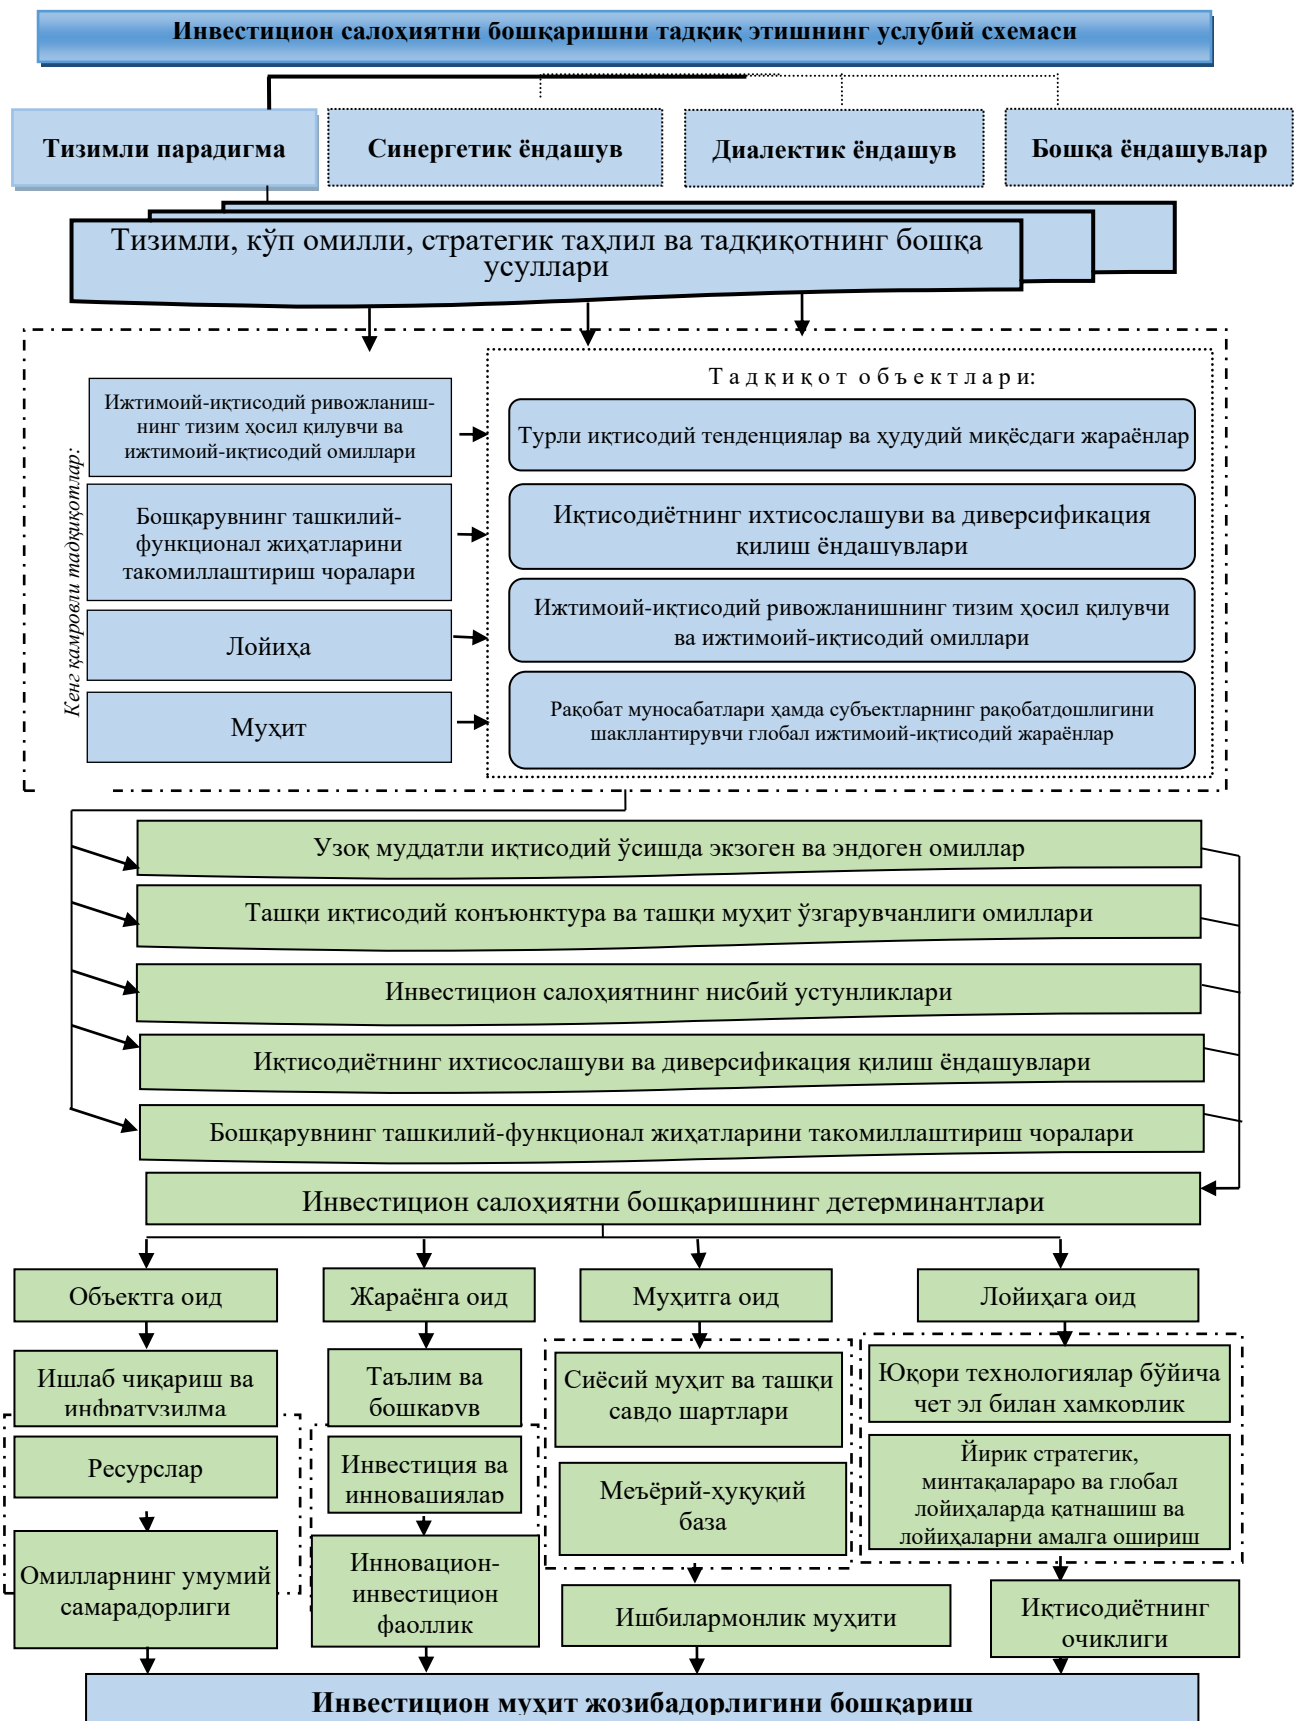 Инвестицион салоҳиятни бошқаришни тадқиқ этишнинг услубий схемаси
Тизимли парадигма
Синергетик ёндашув
Диалектик ёндашув
Бошқа ёндашувлар
Тизимли, кўп омилли, стратегик таҳлил ва тадқиқотнинг бошқа
усуллари
Кенг қамровли тадқиқотлар:
Ижтимоий-иқтисодий ривожланиш-
нинг тизим ҳосил қилувчи ва
ижтимоий-иқтисодий омиллари
Бошқарувнинг ташкилий-
функционал жиҳатларини
такомиллаштириш чоралари
Лойиҳа
Муҳит
Тадқиқот объектлари:
Турли иқтисодий тенденциялар ва ҳудудий миқёсдаги жараёнлар
Иқтисодиётнинг ихтисослашуви ва диверсификация
қилиш ёндашувлари
Ижтимоий-иқтисодий ривожланишнинг тизим ҳосил қилувчи
ва ижтимоий-иқтисодий омиллари
Рақобат муносабатлари ҳамда субъектларнинг рақобатдошлигини
шакллантирувчи глобал ижтимоий-иқтисодий жараёнлар
Узоқ муддатли иқтисодий ўсишда экзоген ва эндоген омиллар
Ташқи иқтисодий конъюнктура ва ташқи муҳит ўзгарувчанлиги омиллари
Инвестицион салоҳиятнинг нисбий устунликлари
Иқтисодиётнинг ихтисослашуви ва диверсификация қилиш ёндашувлари
Бошқарувнинг ташкилий-функционал жиҳатларини такомиллаштириш чоралари
Инвестицион салоҳиятни бошқаришнинг детерминантлари
Объектга оид
Жараёнга оид
Муҳитга оид
Лойиҳага оид
Ишлаб чиқариш ва
инфратузилма
Ресурслар
Омилларнинг умумий
самарадорлиги
Таълим ва
бошқарув
Инвестиция ва
инновациялар
Инновацион-
инвестицион
фаоллик
Сиёсий муҳит ва ташқи
савдо шартлари
Меъёрий-ҳуқуқий
база
Ишбилармонлик муҳити
Юқори технологиялар бўйича
чет эл билан ҳамкорлик
Йирик стратегик,
минтақалараро ва глобал
лойиҳаларда қатнашиш ва
лойиҳаларни амалга ошириш
Иқтисодиётнинг
очиқлиги
Инвестицион муҳит жозибадорлигини бошқариш